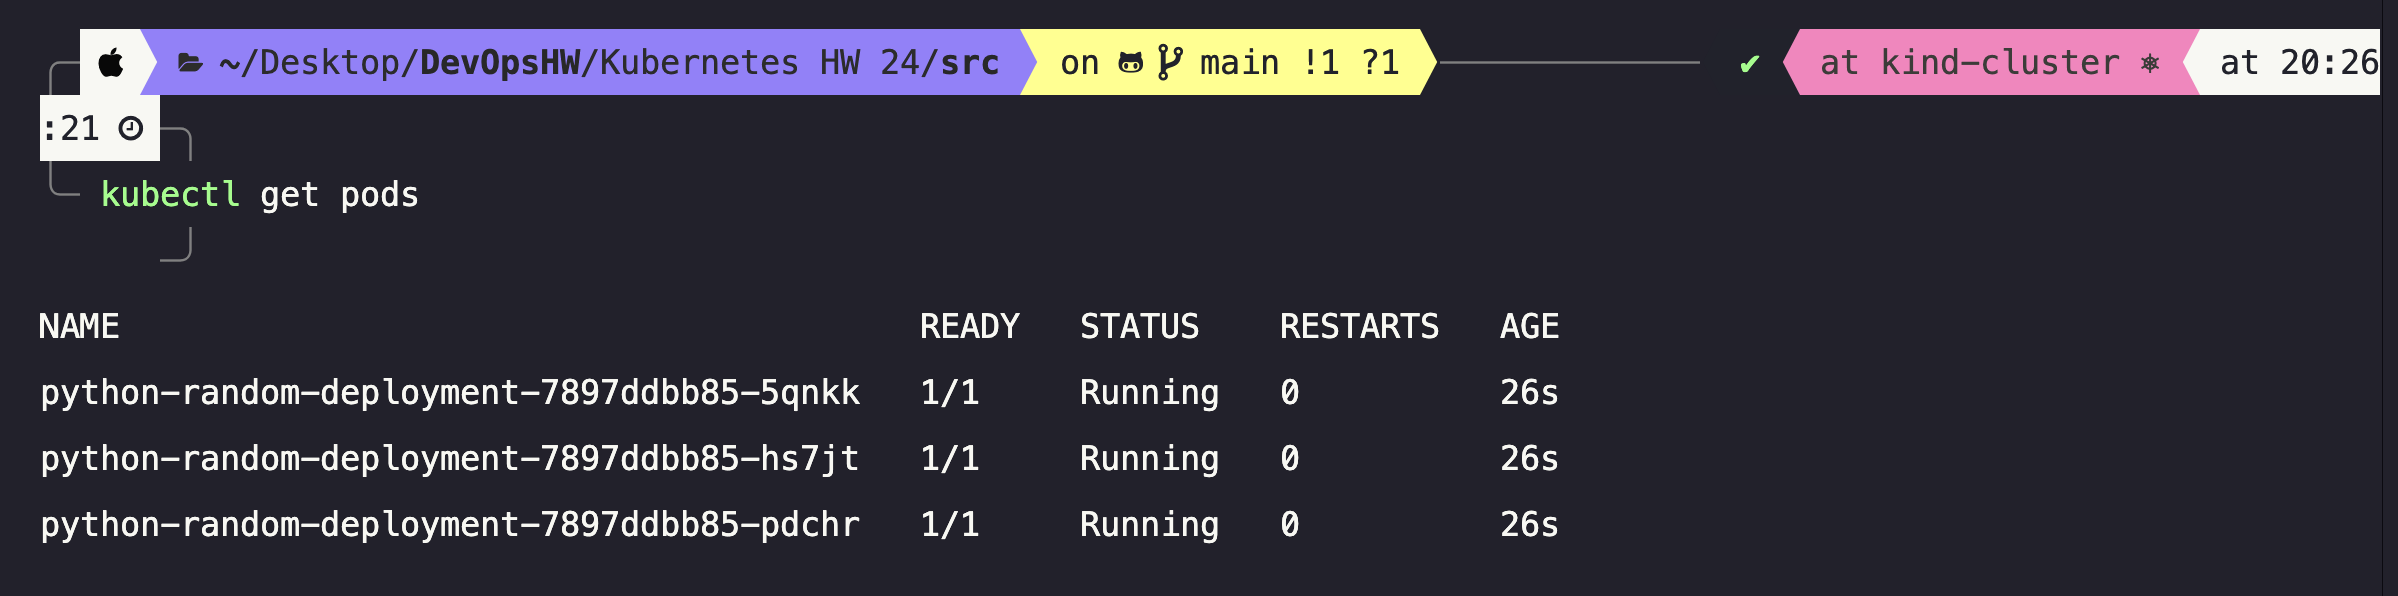 ~/Desktop/DevOpsHW/Kubernetes HW 24/src on main !1 ?1 ✔ at kind-cluster ⎈ at 20:26
:21
kubectl get pods
NAME READY STATUS RESTARTS AGE
python-random-deployment-7897ddbb85-5qnkk 1/1 Running 0 26s
python-random-deployment-7897ddbb85-hs7jt 1/1 Running 0 26s
python-random-deployment-7897ddbb85-pdchr 1/1 Running 0 26s